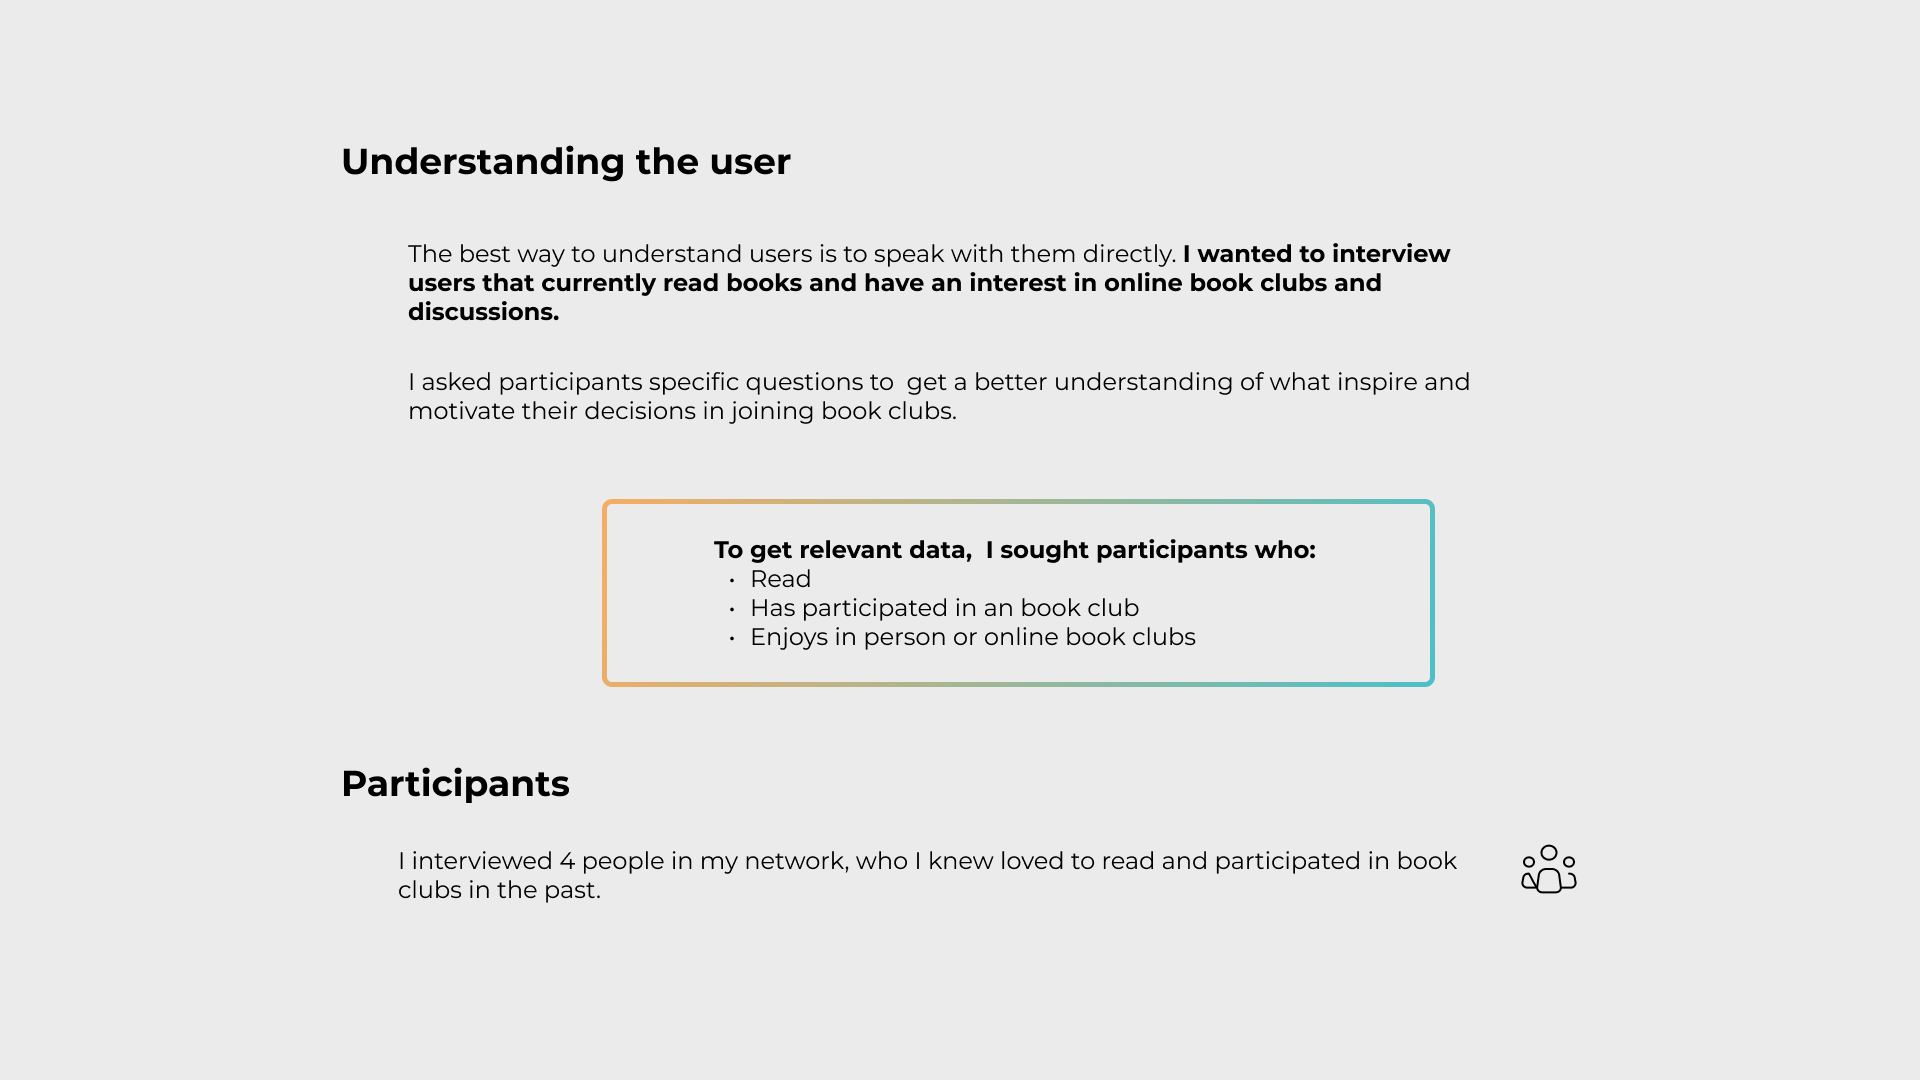 Understanding the user
The best way to understand users is to speak with them directly. I wanted to interview
users that currently read books and have an interest in online book clubs and
discussions.
I asked participants specific questions to  get a better understanding of what inspire and
motivate their decisions in joining book clubs.
To get relevant data,  I sought participants who:
• Read
• Has participated in an book club
• Enjoys in person or online book clubs
Participants
I interviewed 4 people in my network, who I knew loved to read and participated in book
clubs in the past.